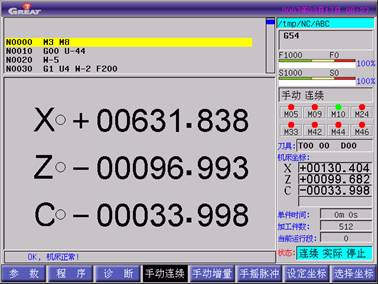 GREAT
/tmp/NC/ABC
G54
N0000 M3 M8
N0010 G00 U-44
N0020 W-5
N0030 G1 U4 W-2 F200
F1000 F0
100%
S1000 S0
100%
手动 连续
M05 M09 M10 M24
M33 M42 M44 M46
刀具: T00 00 D00
机床坐标:
X +00130.404
Z +00099.682
C -00033.998
X + 00631.838
Z - 00096.993
C - 00033.998
单件时间: 0m 0s
加工件数: 512
当前运行段: 0
OK, 机床正常!
状态: 连续 实际 停止
参 数 程 序 诊 断 手动连续 手动增量 手摇脉冲 设定坐标 选择坐标